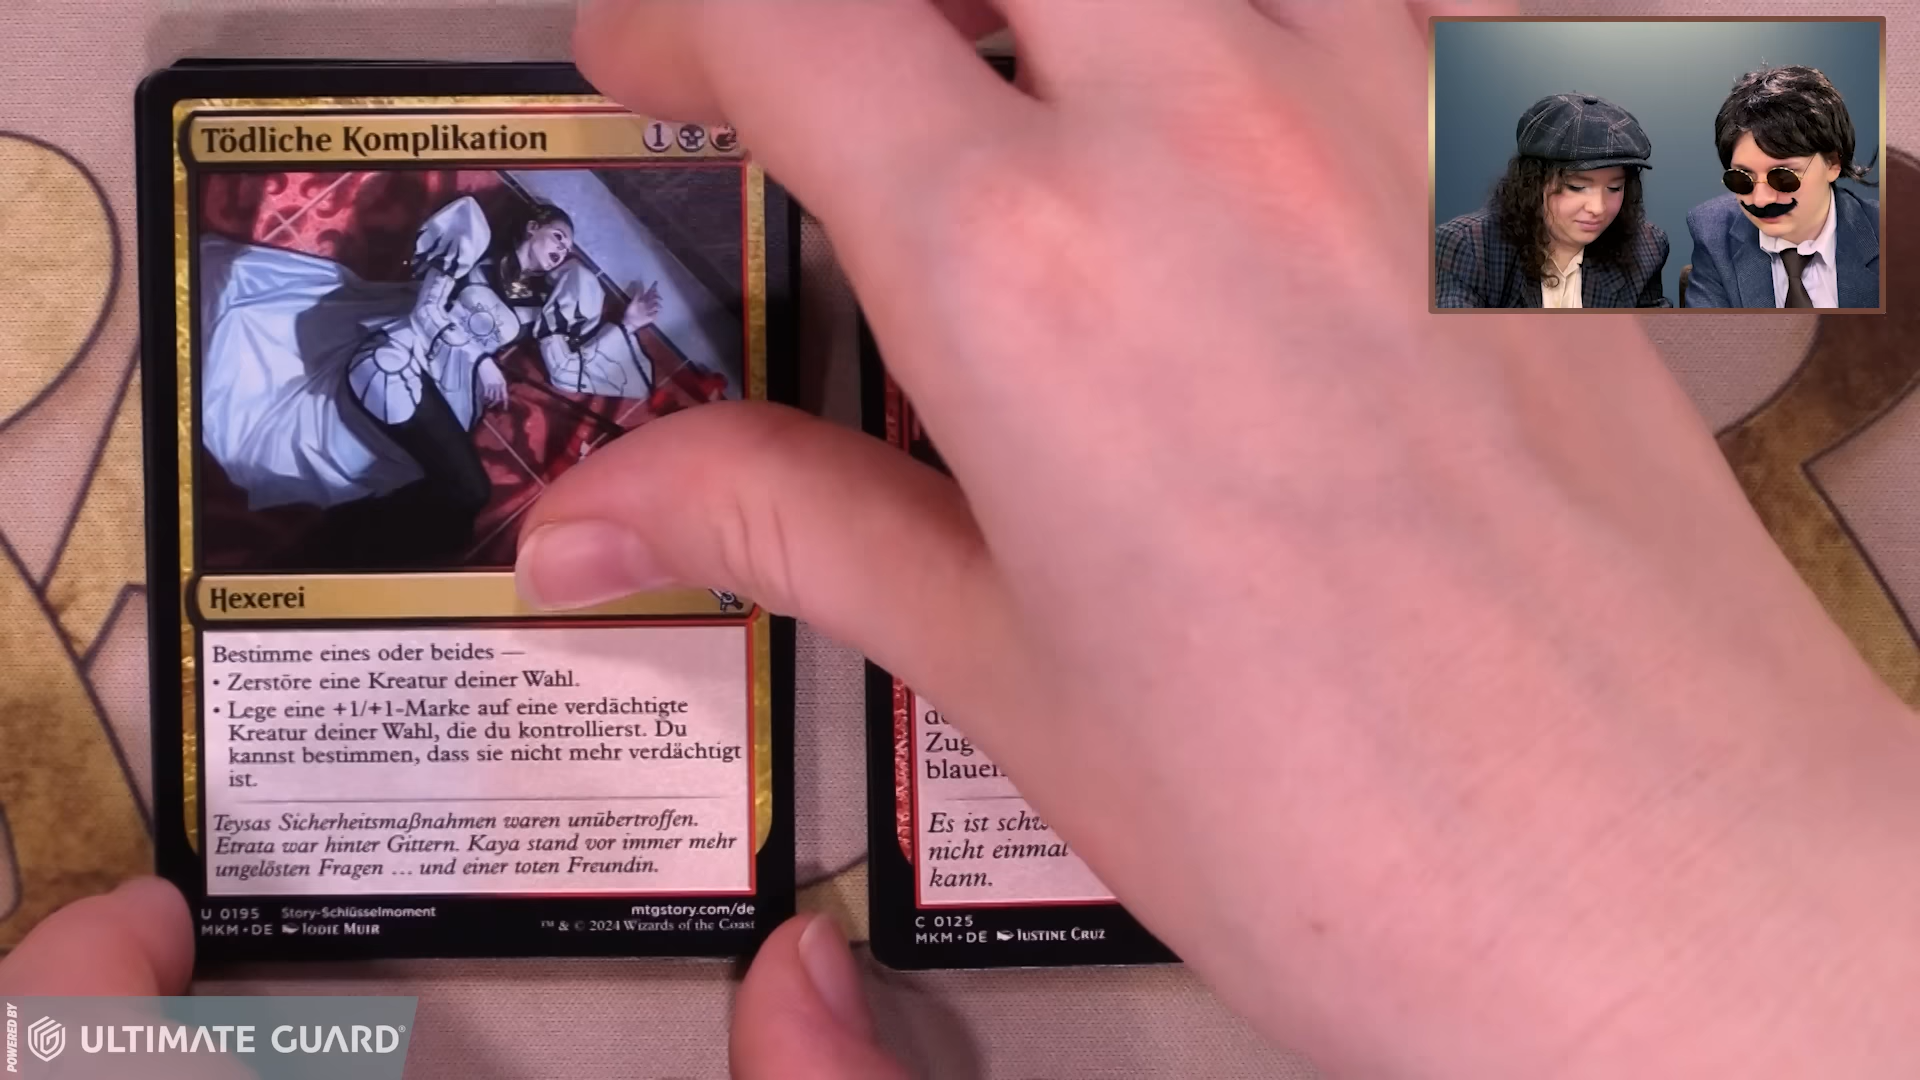 Tödliche Komplikation
1
Hexerei
Bestimme eines oder beides —
• Zerstöre eine Kreatur deiner Wahl.
• Lege eine +1/+1-Marke auf eine verdächtigte
Kreatur deiner Wahl, die du kontrollierst. Du
kannst bestimmen, dass sie nicht mehr verdächtigt
ist.
Teysas Sicherheitsmaßnahmen waren unübertroffen.
Etrata war hinter Gittern. Kaya stand vor immer mehr
ungelösten Fragen … und einer toten Freundin.
U 0195 Story-Schlüsselmoment mtgstory.com/de
MKM • DE JODIE MUIR ™ & © 2024 Wizards of the Coast
Zug
Es ist
nicht einmal
kann.
C 0125
MKM • DE JUSTINE CRUZ
POWERED BY
ULTIMATE GUARD®